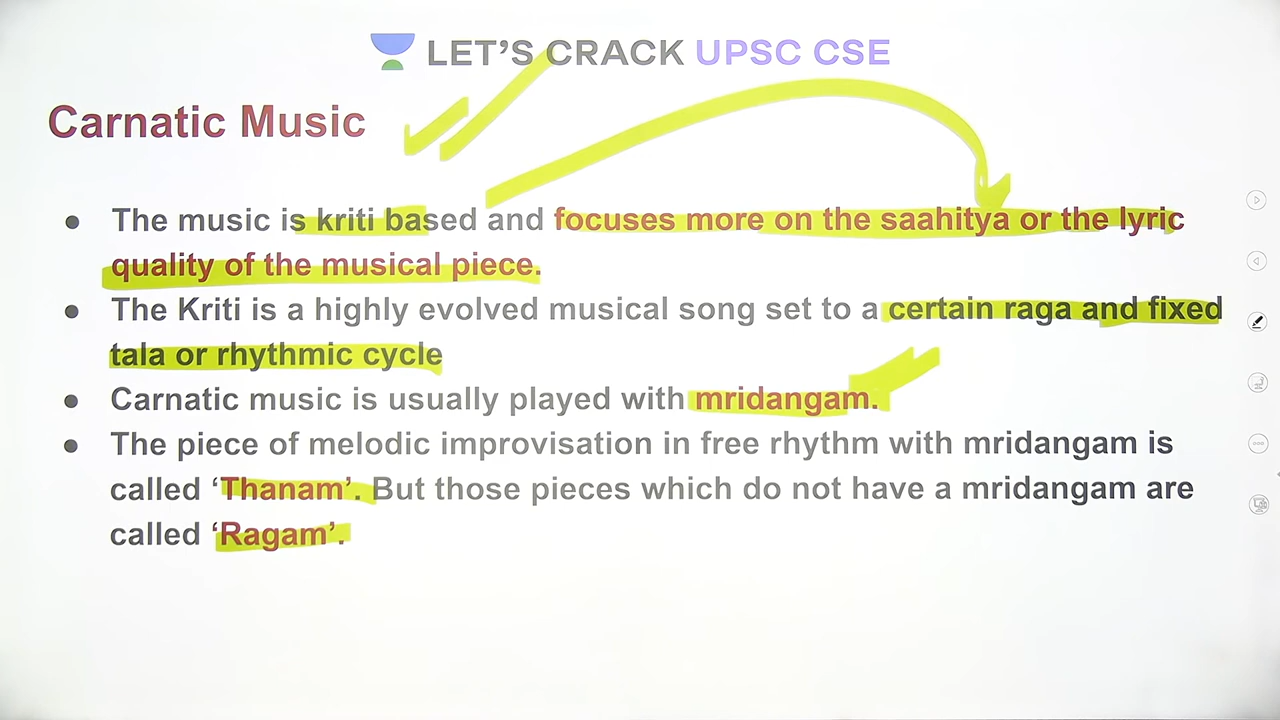 LET'S CRACK UPSC CSE
Carnatic Music
● The music is kriti based and focuses more on the saahitya or the lyric
quality of the musical piece.
● The Kriti is a highly evolved musical song set to a certain raga and fixed
tala or rhythmic cycle
● Carnatic music is usually played with mridangam.
● The piece of melodic improvisation in free rhythm with mridangam is
called ‘Thanam’. But those pieces which do not have a mridangam are
called ‘Ragam’.